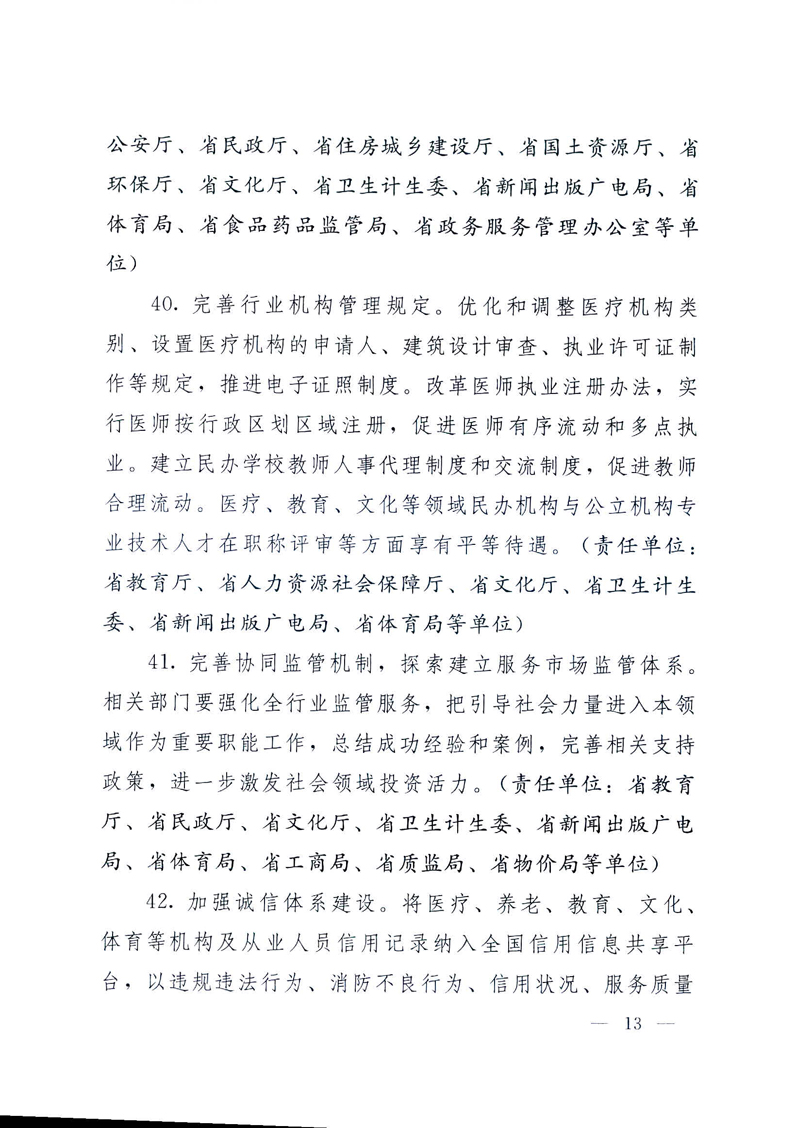 公安厅、省民政厅、省住房城乡建设厅、省国土资源厅、省
环保厅、省文化厅、省卫生计生委、省新闻出版广电局、省
体育局、省食品药品监管局、省政务服务管理办公室等单
位）
40. 完善行业机构管理规定。优化和调整医疗机构类
别、设置医疗机构的申请人、建筑设计审查、执业许可证制
作等规定，推进电子证照制度。改革医师执业注册办法，实
行医师按行政区划区域注册，促进医师有序流动和多点执
业。建立民办学校教师人事代理制度和交流制度，促进教师
合理流动。医疗、教育、文化等领域民办机构与公立机构专
业技术人才在职称评审等方面享有平等待遇。（责任单位：
省教育厅、省人力资源社会保障厅、省文化厅、省卫生计生
委、省新闻出版广电局、省体育局等单位）
41. 完善协同监管机制，探索建立服务市场监管体系。
相关部门要强化全行业监管服务，把引导社会力量进入本领
域作为重要职能工作，总结成功经验和案例，完善相关支持
政策，进一步激发社会领域投资活力。（责任单位：省教育
厅、省民政厅、省文化厅、省卫生计生委、省新闻出版广电
局、省体育局、省工商局、省质监局、省物价局等单位）
42. 加强诚信体系建设。将医疗、养老、教育、文化、
体育等机构及从业人员信用记录纳入全国信用信息共享平
台，以违规违法行为、消防不良行为、信用状况、服务质量
— 13 —